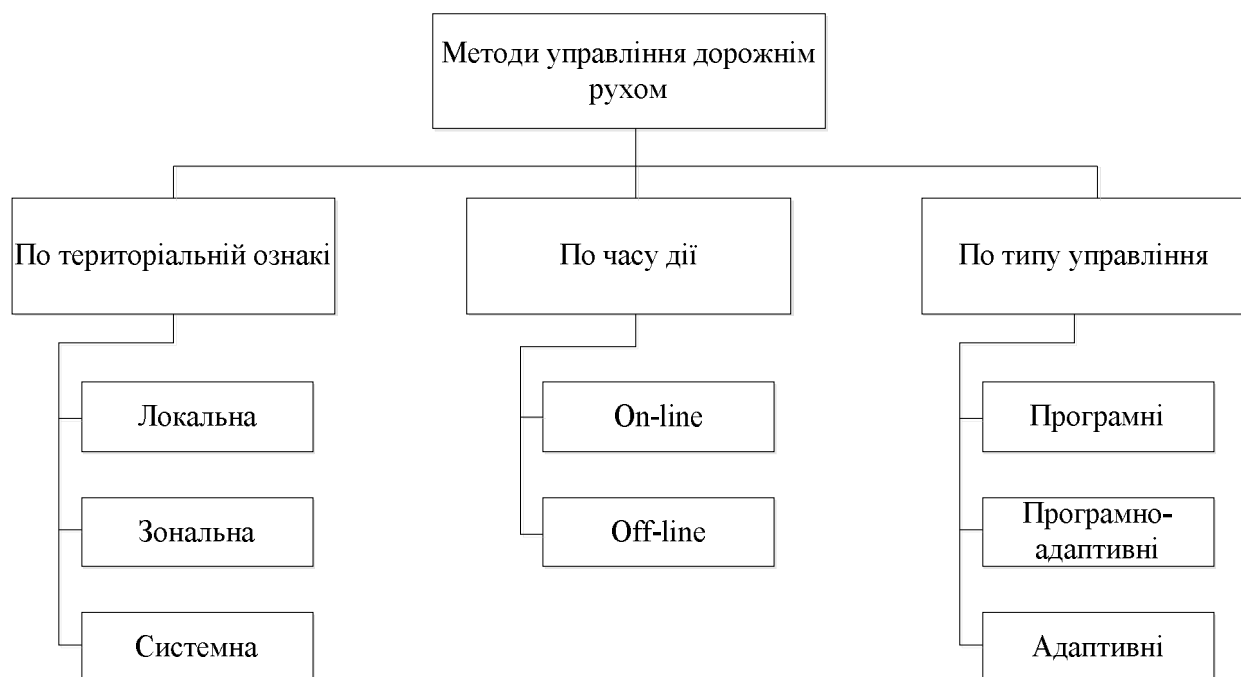 Методи управління дорожнім
рухом
По територіальній ознакі
По часу дії
По типу управління
Локальна
Зональна
Системна
On-line
Off-line
Програмні
Програмно-
адаптивні
Адаптивні